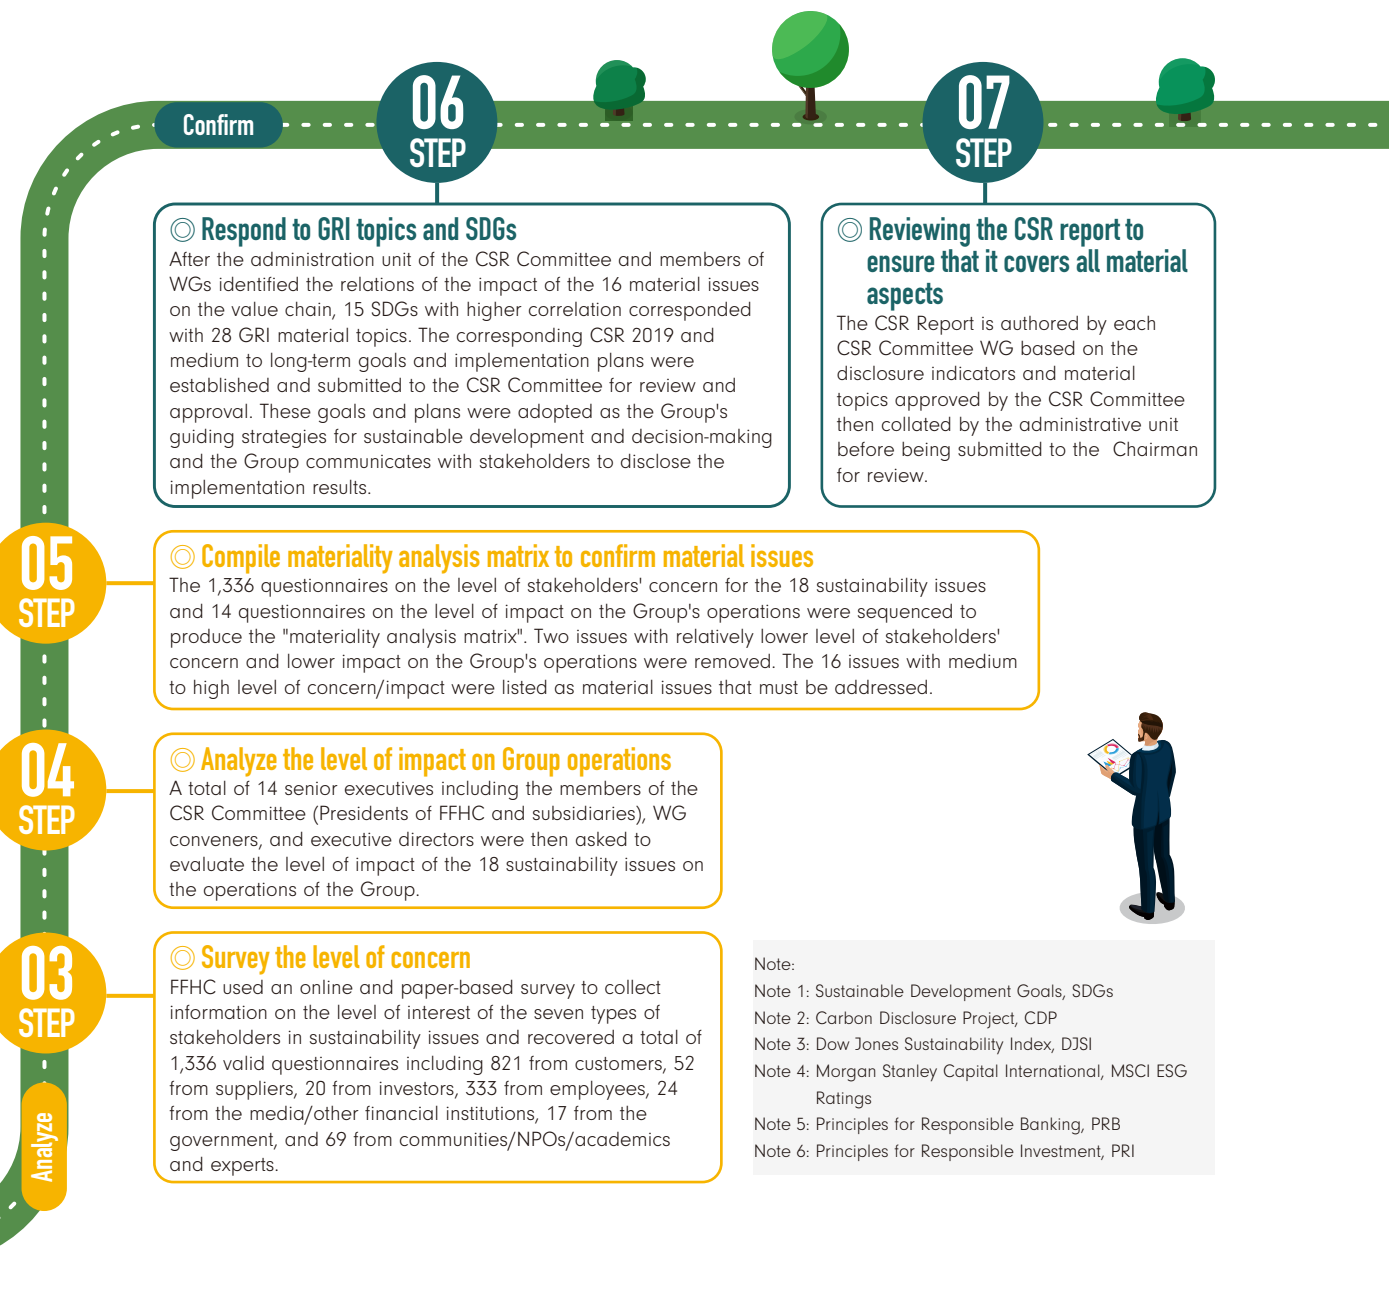 Confirm
06
STEP
07
STEP
◎ Respond to GRI topics and SDGs
After the administration unit of the CSR Committee and members of
WGs identified the relations of the impact of the 16 material issues
on the value chain, 15 SDGs with higher correlation corresponded
with 28 GRI material topics. The corresponding CSR 2019 and
medium to long-term goals and implementation plans were
established and submitted to the CSR Committee for review and
approval. These goals and plans were adopted as the Group's
guiding strategies for sustainable development and decision-making
and the Group communicates with stakeholders to disclose the
implementation results.
◎ Reviewing the CSR report to
ensure that it covers all material
aspects
The CSR Report is authored by each
CSR Committee WG based on the
disclosure indicators and material
topics approved by the CSR Committee
then collated by the administrative unit
before being submitted to the Chairman
for review.
05
STEP
◎ Compile materiality analysis matrix to confirm material issues
The 1,336 questionnaires on the level of stakeholders' concern for the 18 sustainability issues
and 14 questionnaires on the level of impact on the Group's operations were sequenced to
produce the "materiality analysis matrix". Two issues with relatively lower level of stakeholders'
concern and lower impact on the Group's operations were removed. The 16 issues with medium
to high level of concern/impact were listed as material issues that must be addressed.
04
STEP
◎ Analyze the level of impact on Group operations
A total of 14 senior executives including the members of the
CSR Committee (Presidents of FFHC and subsidiaries), WG
conveners, and executive directors were then asked to
evaluate the level of impact of the 18 sustainability issues on
the operations of the Group.
03
STEP
◎ Survey the level of concern
FFHC used an online and paper-based survey to collect
information on the level of interest of the seven types of
stakeholders in sustainability issues and recovered a total of
1,336 valid questionnaires including 821 from customers, 52
from suppliers, 20 from investors, 333 from employees, 24
from the media/other financial institutions, 17 from the
government, and 69 from communities/NPOs/academics
and experts.
Analyze
Note:
Note 1: Sustainable Development Goals, SDGs
Note 2: Carbon Disclosure Project, CDP
Note 3: Dow Jones Sustainability Index, DJSI
Note 4: Morgan Stanley Capital International, MSCI ESG
Ratings
Note 5: Principles for Responsible Banking, PRB
Note 6: Principles for Responsible Investment, PRI